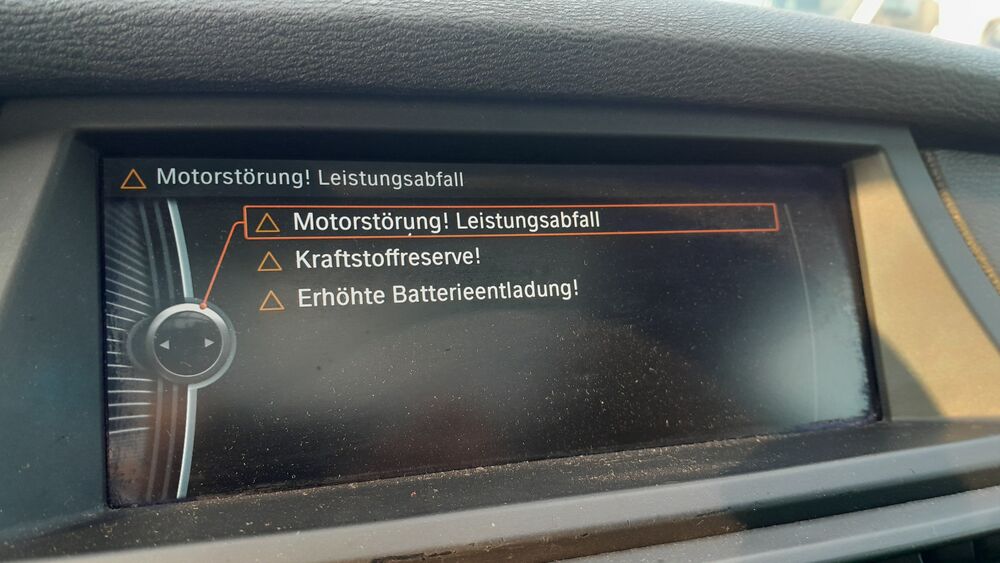 Motorstörung! Leistungsabfall
Motorstörung! Leistungsabfall
Kraftstoffreserve!
Erhöhte Batterieentladung!